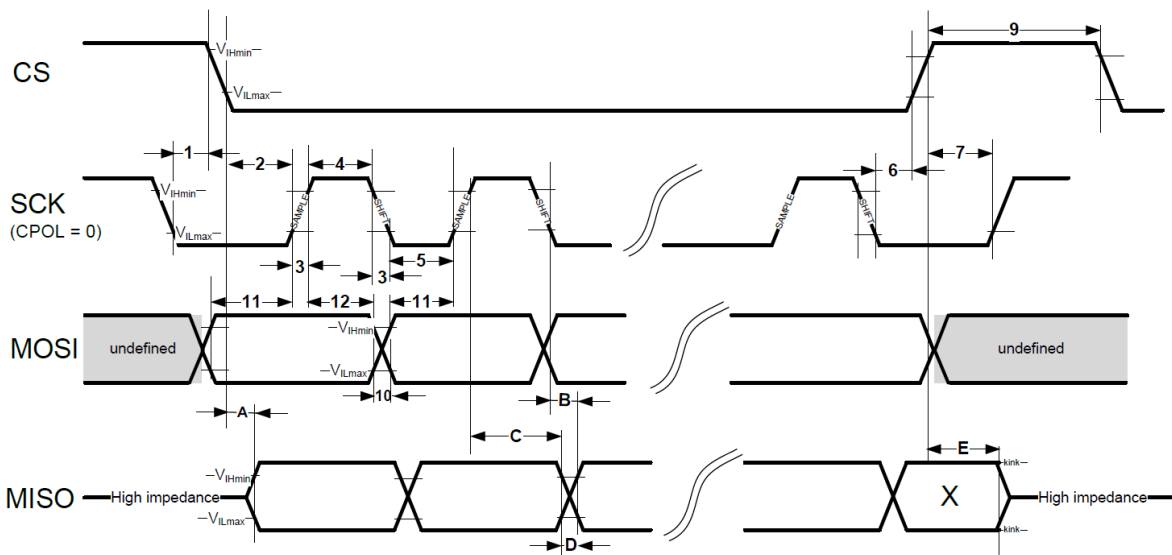 9
CS
—VIHmin—
—VILmax—
1
2
4
6
7
SCK
(CPOL = 0)
—VIHmin—
—VILmax—
SAMPLE
SHIFT
SAMPLE
SAMPLE
SHIFT
3
3
5
11
12
11
MOSI
undefined
—VIHmin—
—VILmax—
undefined
10
A
B
C
E
MISO
High impedance
—VIHmin—
—VILmax—
X
—kink—
—kink—
High impedance
D